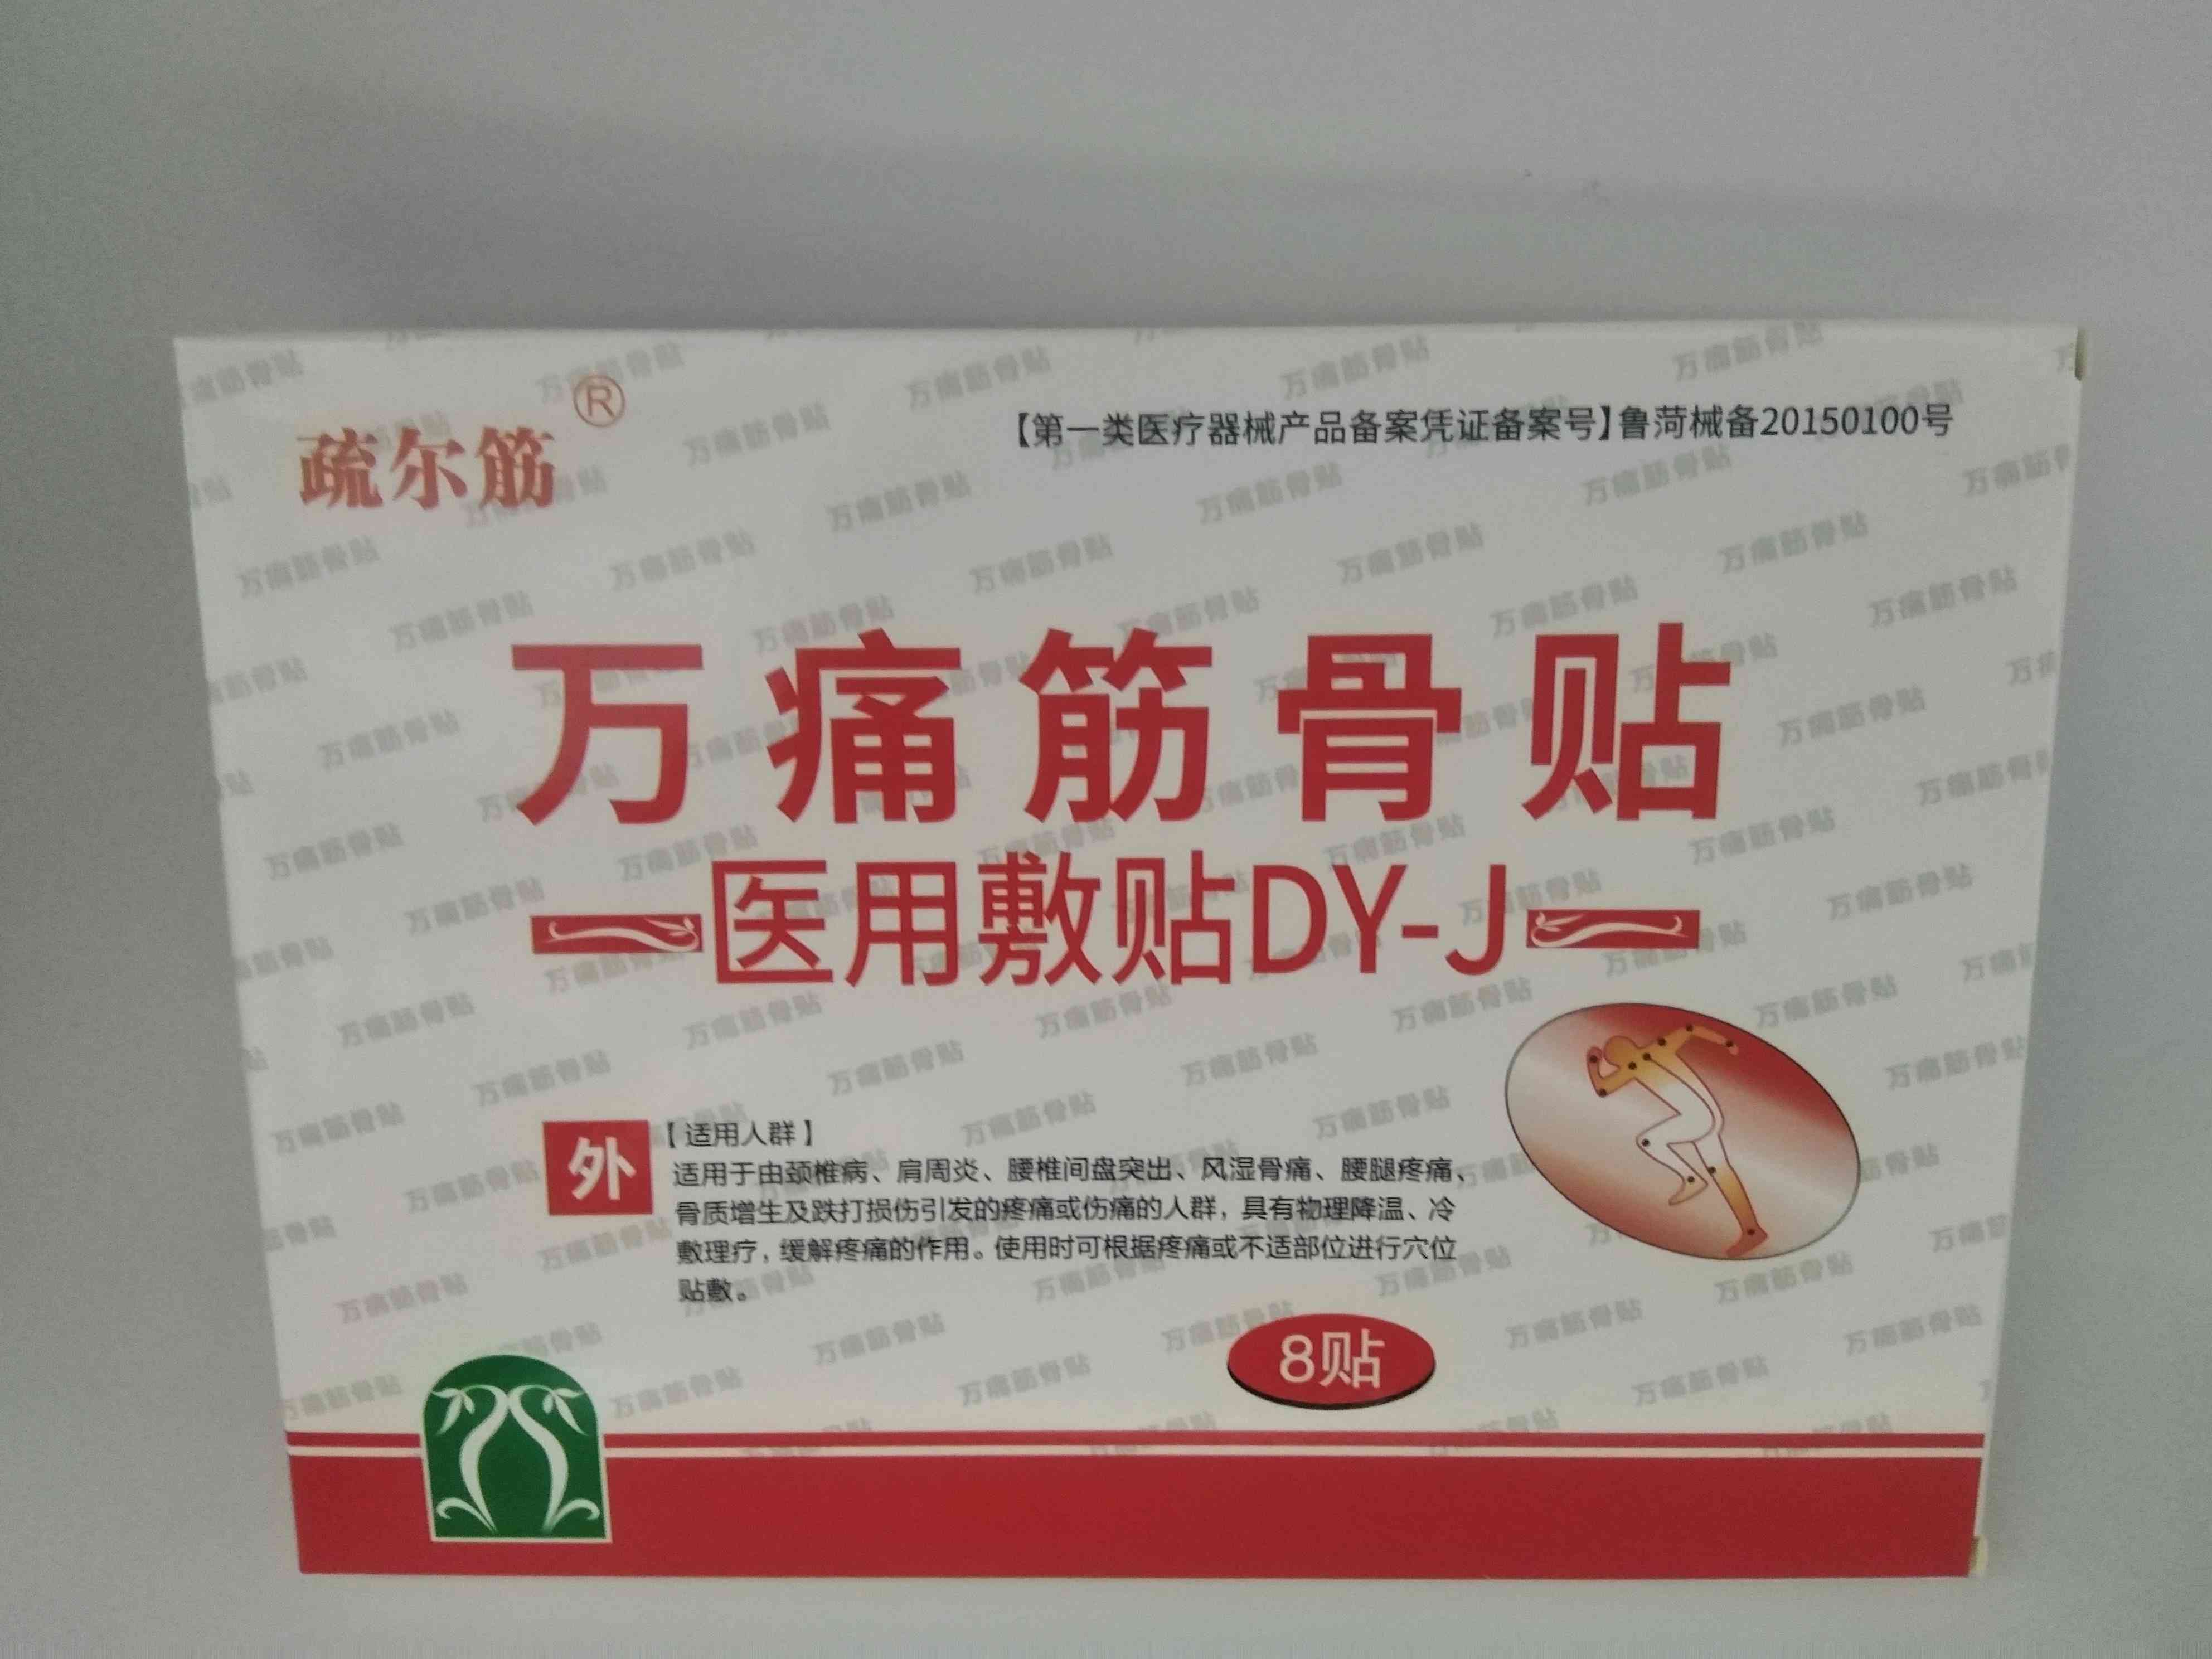 疏尔筋®
【第一类医疗器械产品备案凭证备案号】鲁菏械备20150100号
万痛筋骨贴
医用敷贴DY-J
外
【适用人群】
适用于由颈椎病、肩周炎、腰椎间盘突出、风湿骨痛、腰腿疼痛、
骨质增生及跌打损伤引发的疼痛或伤痛的人群，具有物理降温、冷
敷理疗，缓解疼痛的作用。使用时可根据疼痛或不适部位进行穴位
贴敷。
8贴